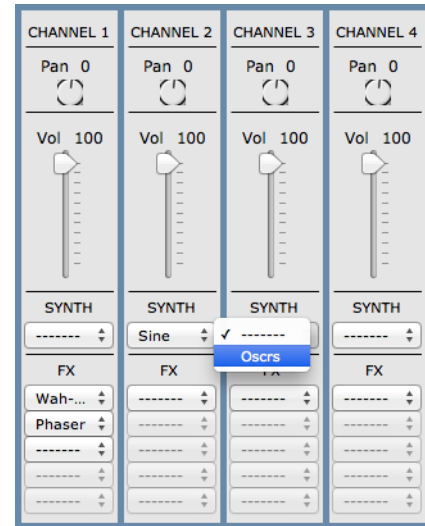 CHANNEL 1 CHANNEL 2 CHANNEL 3 CHANNEL 4
Pan 0 Pan 0 Pan 0 Pan 0
Vol 100 Vol 100 Vol 100 Vol 100
SYNTH SYNTH SYNTH SYNTH
------- Sine ✓ ------- -------
Oscrs
FX FX FX
Wah-... ------- ------- -------
Phaser ------- ------- -------
------- ------- ------- -------
------- ------- ------- -------
------- ------- ------- -------